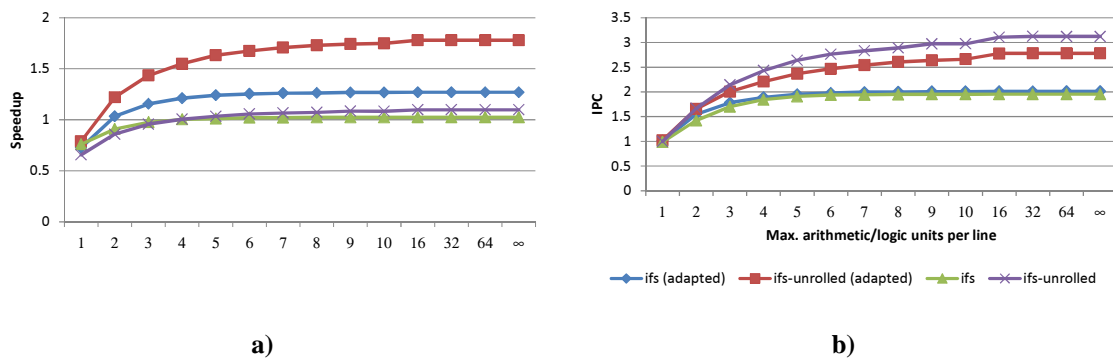 2
1.5
1
0.5
0
Speedup
1 2 3 4 5 6 7 8 9 10 16 32 64 ∞
a)
3.5
3
2.5
2
1.5
1
0.5
0
IPC
1 2 3 4 5 6 7 8 9 10 16 32 64 ∞
Max. arithmetic/logic units per line
ifs (adapted) ifs-unrolled (adapted) ifs ifs-unrolled
b)